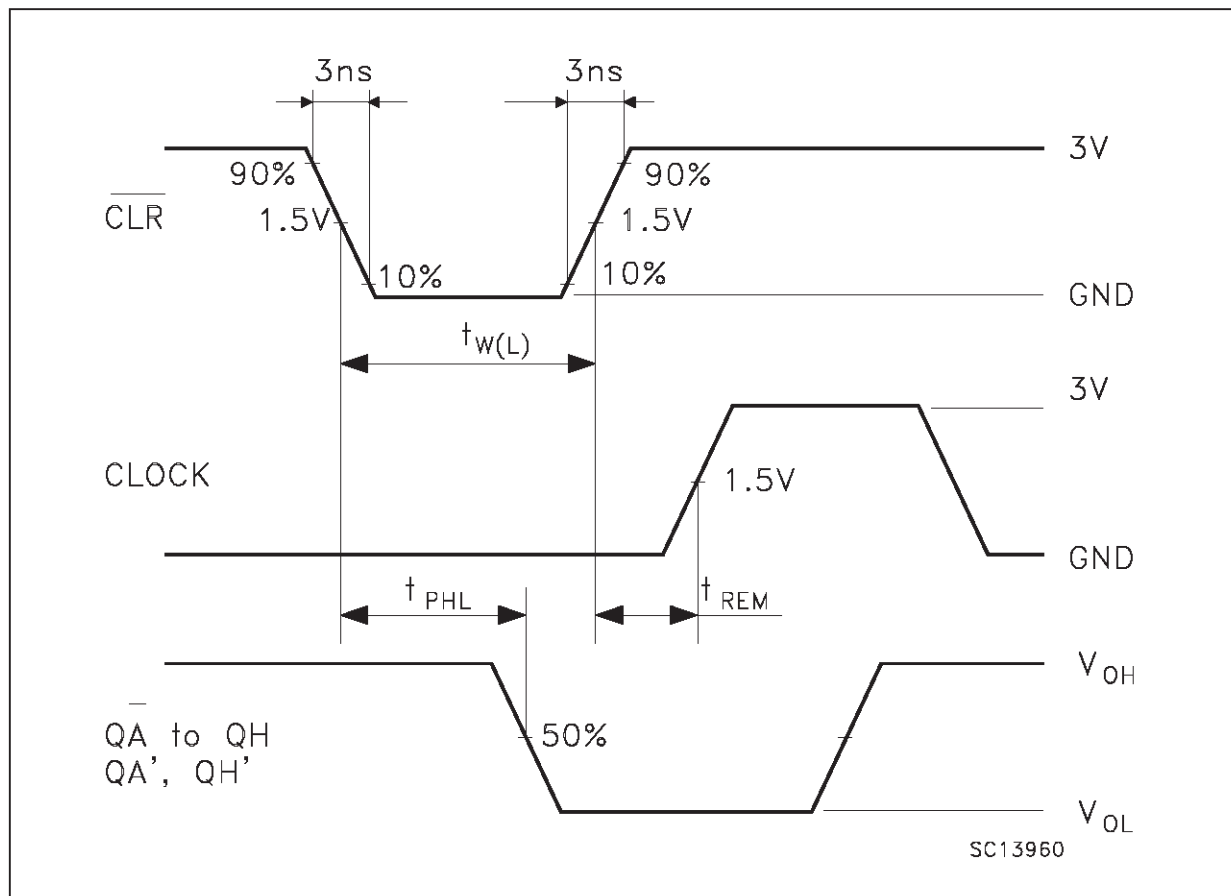 3ns 3ns
3V
90% 90%
CLR
1.5V 1.5V
10% 10%
GND
tW(L)
3V
CLOCK
1.5V
GND
tPHL tREM
VOH
QA to QH
50%
QA', QH'
VOL
SC13960